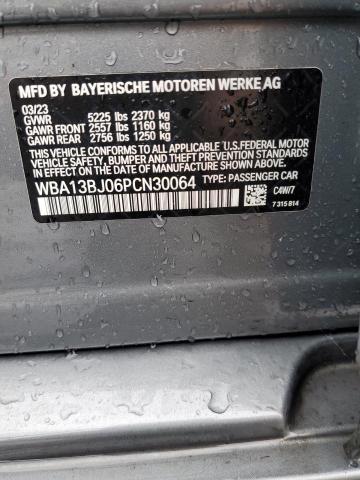 MFD BY BAYERISCHE MOTOREN WERKE AG
03/23
GVWR 5225 lbs 2370 kg
GAWR FRONT 2557 lbs 1160 kg
GAWR REAR 2756 lbs 1250 kg
THIS VEHICLE CONFORMS TO ALL APPLICABLE U.S.FEDERAL MOTOR
VEHICLE SAFETY, BUMPER, AND THEFT PREVENTION STANDARDS
IN EFFECT ON THE DATE OF MANUFACTURE SHOWN ABOVE.
WBA13BJ06PCN30064 TYPE: PASSENGER CAR
C4W/7
7 315 814